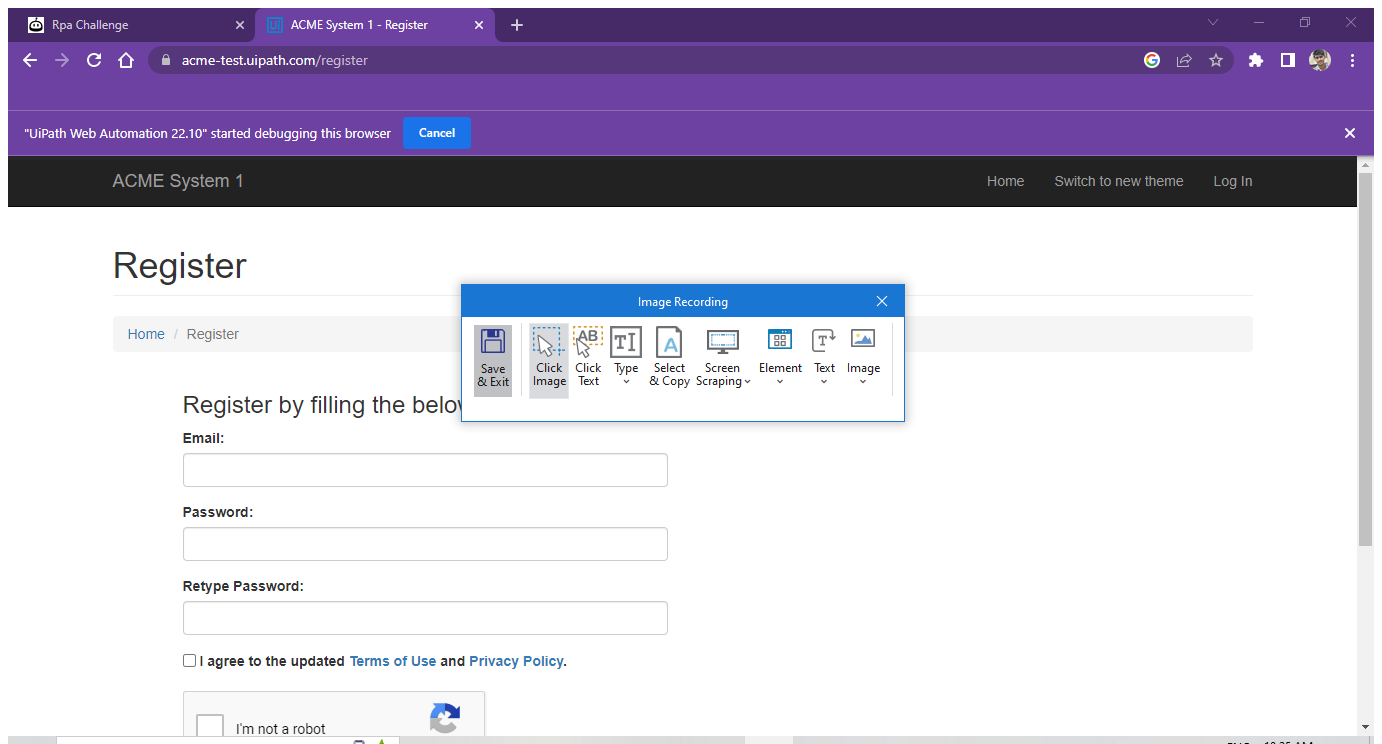 Rpa Challenge
Ui ACME System 1 - Register
acme-test.uipath.com/register
"UiPath Web Automation 22.10" started debugging this browser Cancel
ACME System 1 Home Switch to new theme Log In
Register
Image Recording
Home / Register
Save & Exit
Click Image
AB Click Text
TI Type
A Select & Copy
Screen Scraping
Element
T Text
Image
Register by filling the
Email:
Password:
Retype Password:
I agree to the updated Terms of Use and Privacy Policy.
I'm not a robot